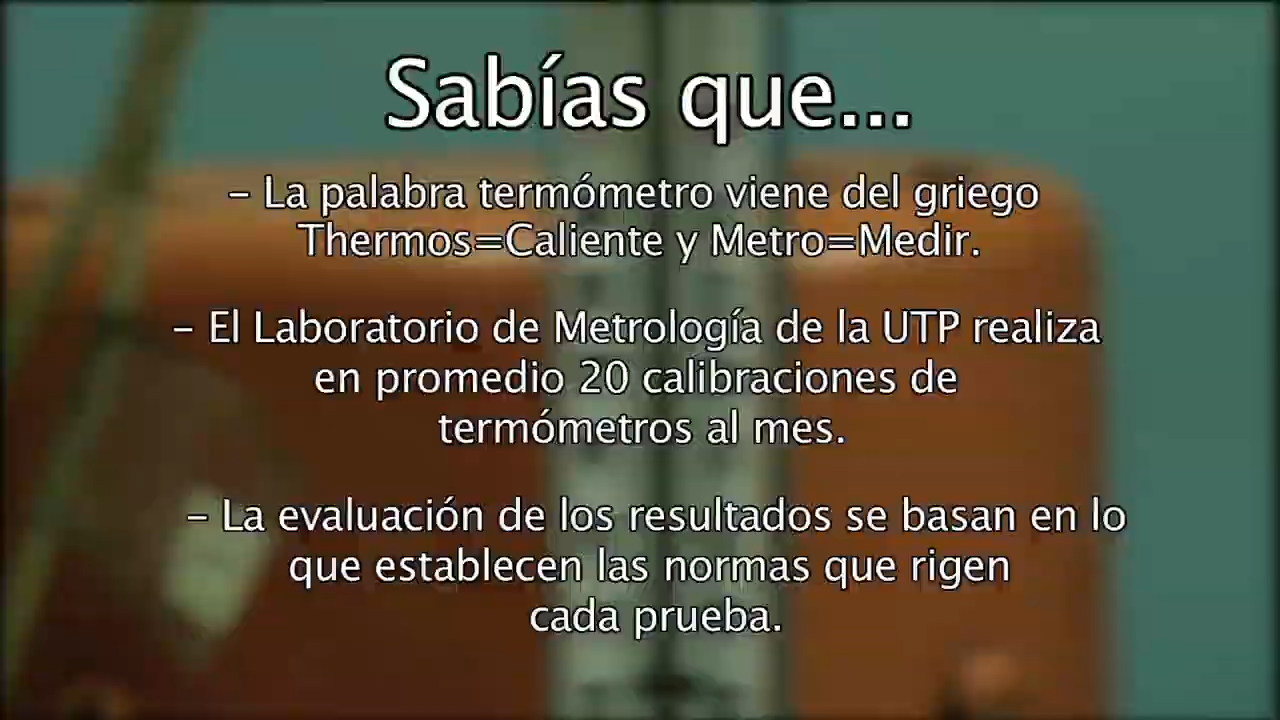 Sabías que...
– La palabra termómetro viene del griego
Thermos=Caliente y Metro=Medir.
– El Laboratorio de Metrología de la UTP realiza
en promedio 20 calibraciones de
termómetros al mes.
– La evaluación de los resultados se basan en lo
que establecen las normas que rigen
cada prueba.